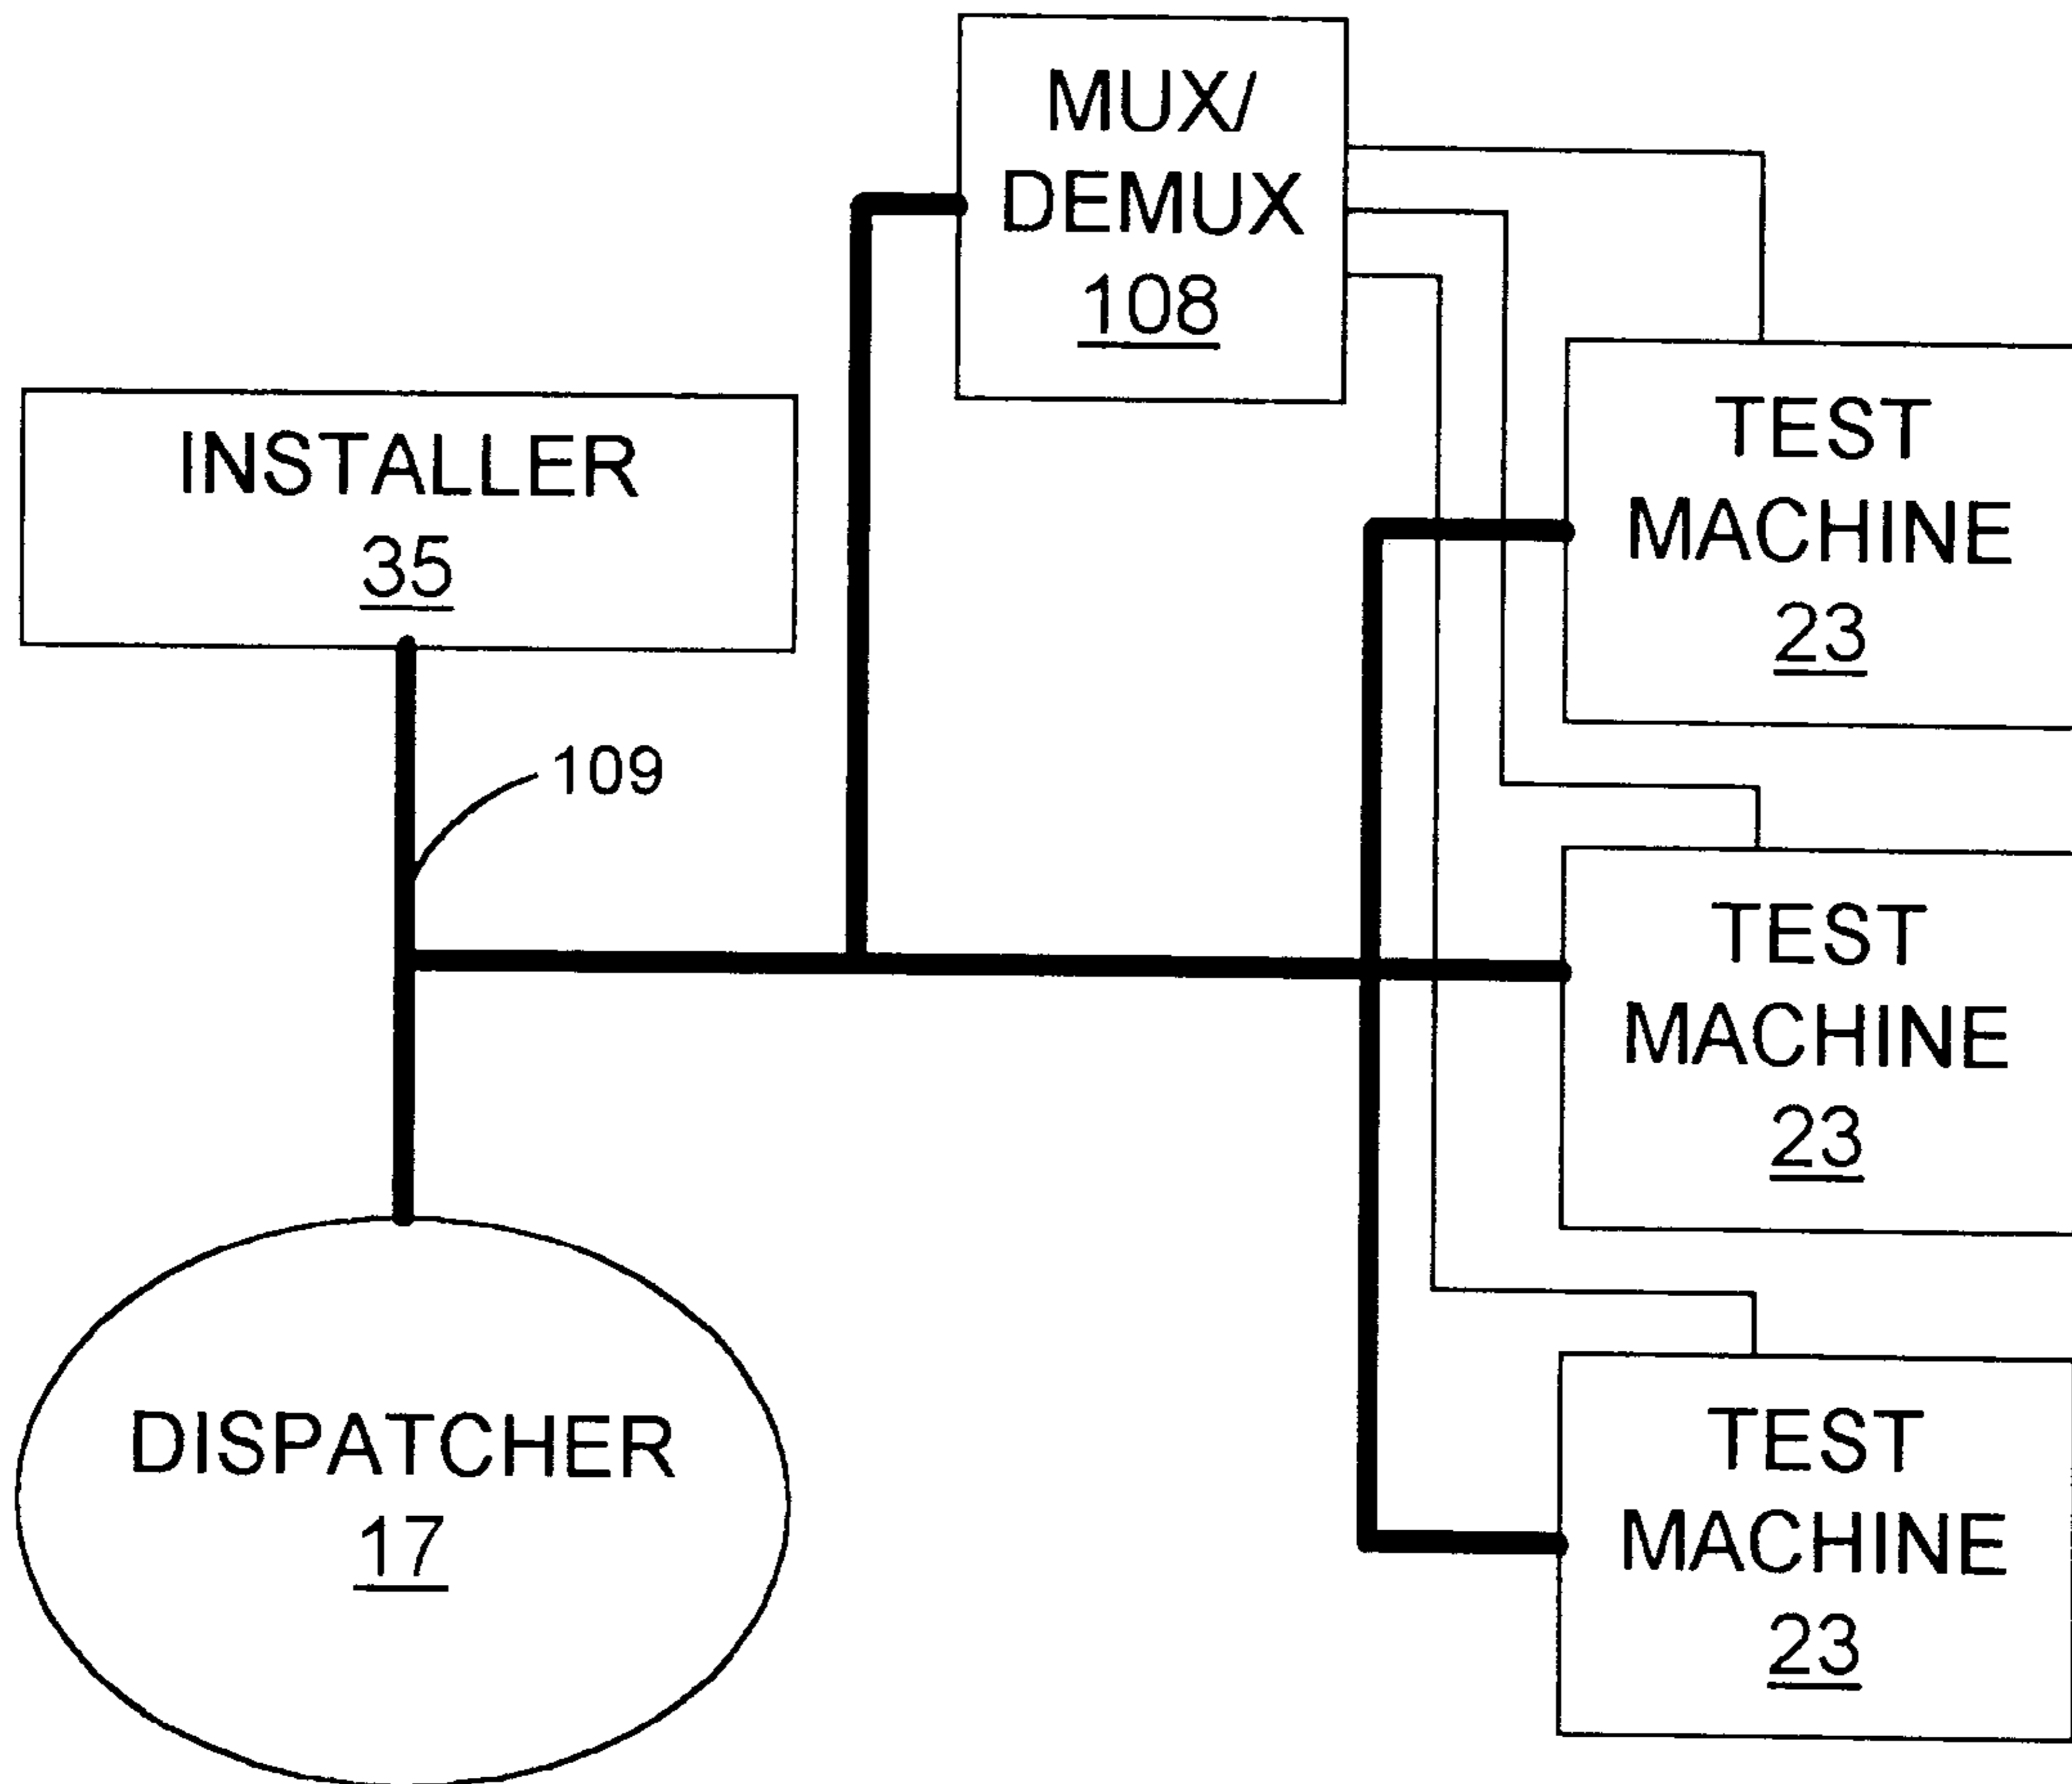 MUX/
DEMUX
108
INSTALLER
35
TEST
MACHINE
23
109
TEST
MACHINE
23
DISPATCHER
17
TEST
MACHINE
23